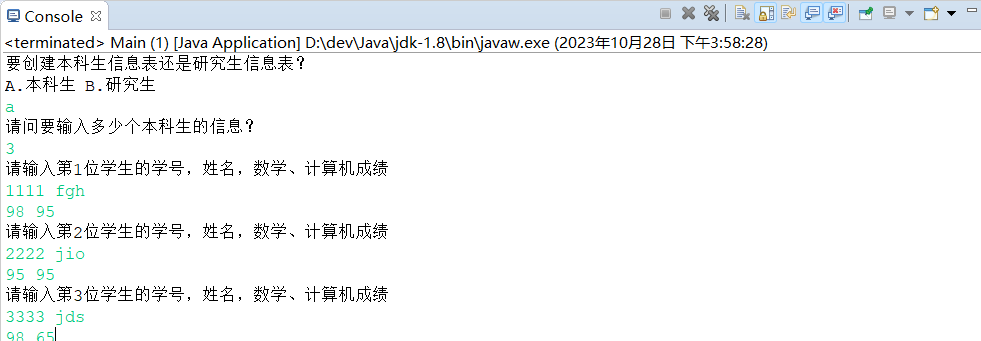 Console
<terminated> Main (1) [Java Application] D:\dev\Java\jdk-1.8\bin\javaw.exe (2023年10月28日 下午3:58:28)
要创建本科生信息表还是研究生信息表？
A.本科生 B.研究生
a
请问要输入多少个本科生的信息？
3
请输入第1位学生的学号，姓名，数学、计算机成绩
1111 fgh
98 95
请输入第2位学生的学号，姓名，数学、计算机成绩
2222 jio
95 95
请输入第3位学生的学号，姓名，数学、计算机成绩
3333 jds
98 65